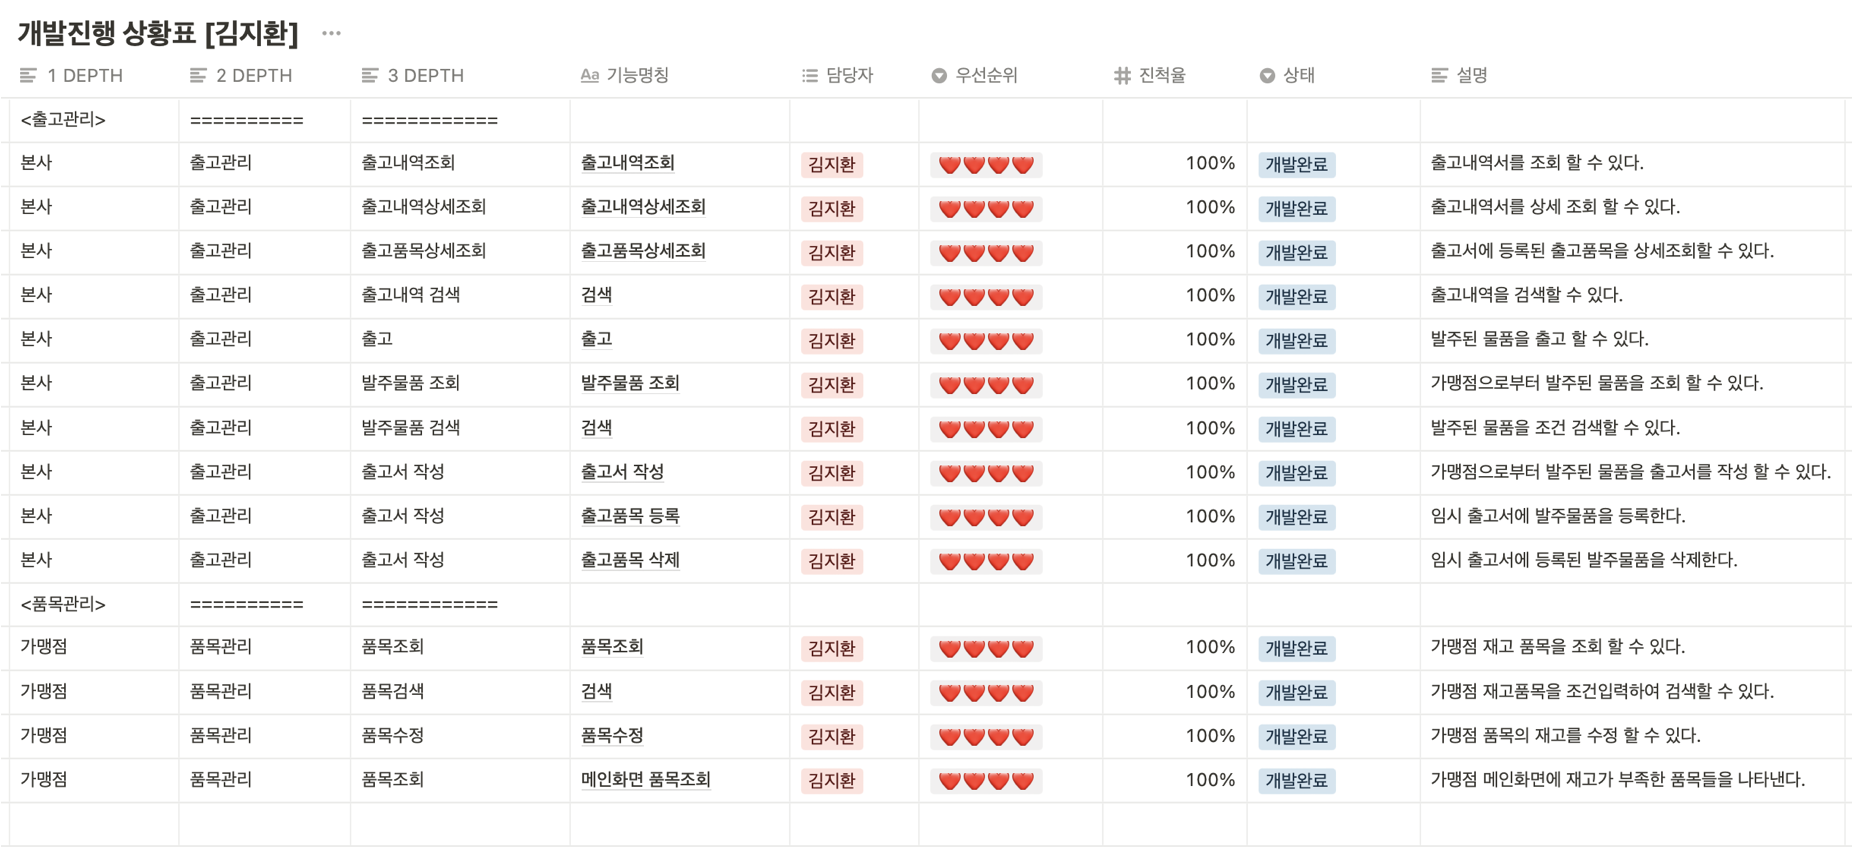 개발진행 상황표 [김지환] ...
1 DEPTH 2 DEPTH 3 DEPTH Aa 기능명칭 담당자 우선순위 # 진척율 상태 설명
<출고관리> ========== ============
본사 출고관리 출고내역조회 출고내역조회 김지환 ❤️❤️❤️❤️ 100% 개발완료 출고내역서를 조회 할 수 있다.
본사 출고관리 출고내역상세조회 출고내역상세조회 김지환 ❤️❤️❤️❤️ 100% 개발완료 출고내역서를 상세 조회 할 수 있다.
본사 출고관리 출고품목상세조회 출고품목상세조회 김지환 ❤️❤️❤️❤️ 100% 개발완료 출고서에 등록된 출고품목을 상세조회할 수 있다.
본사 출고관리 출고내역 검색 검색 김지환 ❤️❤️❤️❤️ 100% 개발완료 출고내역을 검색할 수 있다.
본사 출고관리 출고 출고 김지환 ❤️❤️❤️❤️ 100% 개발완료 발주된 물품을 출고 할 수 있다.
본사 출고관리 발주물품 조회 발주물품 조회 김지환 ❤️❤️❤️❤️ 100% 개발완료 가맹점으로부터 발주된 물품을 조회 할 수 있다.
본사 출고관리 발주물품 검색 검색 김지환 ❤️❤️❤️❤️ 100% 개발완료 발주된 물품을 조건 검색할 수 있다.
본사 출고관리 출고서 작성 출고서 작성 김지환 ❤️❤️❤️❤️ 100% 개발완료 가맹점으로부터 발주된 물품을 출고서를 작성 할 수 있다.
본사 출고관리 출고서 작성 출고품목 등록 김지환 ❤️❤️❤️❤️ 100% 개발완료 임시 출고서에 발주물품을 등록한다.
본사 출고관리 출고서 작성 출고품목 삭제 김지환 ❤️❤️❤️❤️ 100% 개발완료 임시 출고서에 등록된 발주물품을 삭제한다.
<품목관리> ========== ============
가맹점 품목관리 품목조회 품목조회 김지환 ❤️❤️❤️❤️ 100% 개발완료 가맹점 재고 품목을 조회 할 수 있다.
가맹점 품목관리 품목검색 검색 김지환 ❤️❤️❤️❤️ 100% 개발완료 가맹점 재고품목을 조건입력하여 검색할 수 있다.
가맹점 품목관리 품목수정 품목수정 김지환 ❤️❤️❤️❤️ 100% 개발완료 가맹점 품목의 재고를 수정 할 수 있다.
가맹점 품목관리 품목조회 메인화면 품목조회 김지환 ❤️❤️❤️❤️ 100% 개발완료 가맹점 메인화면에 재고가 부족한 품목들을 나타낸다.